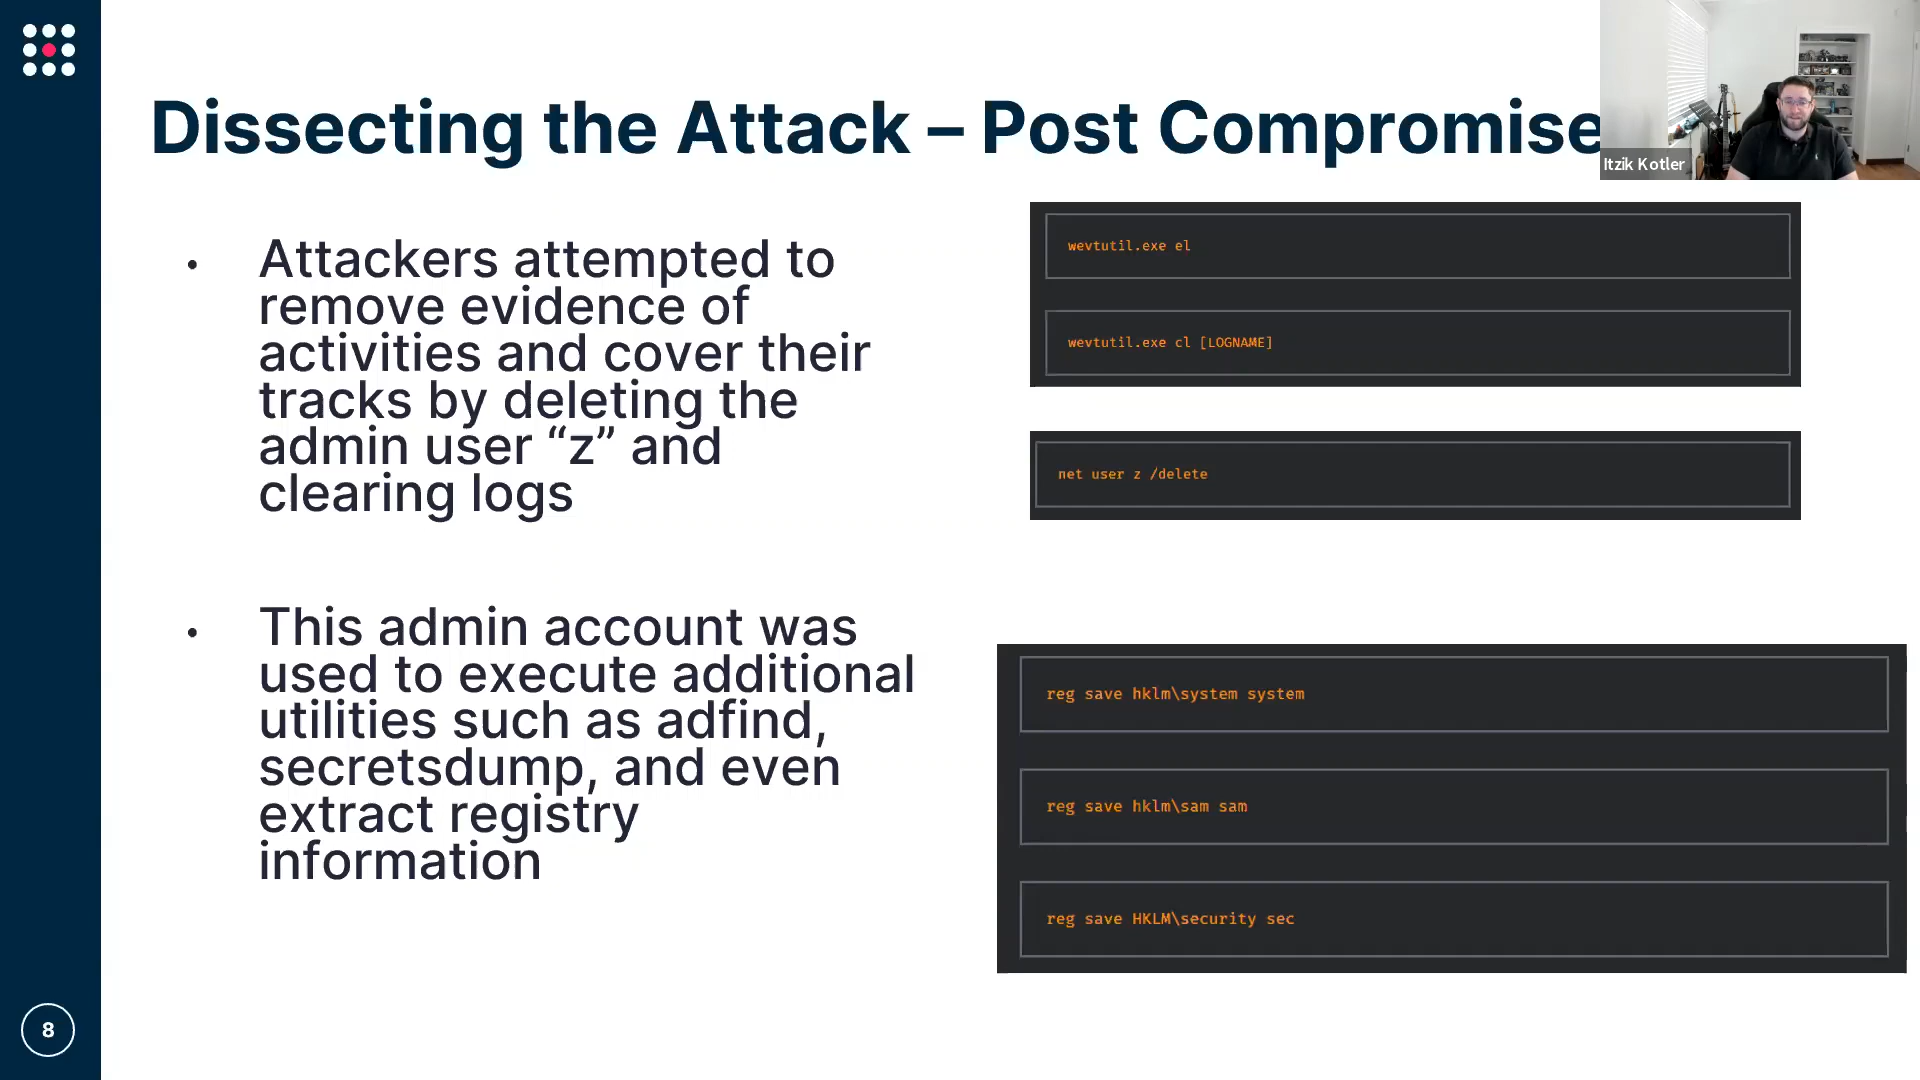 Dissecting the Attack – Post Compromise
Itzik Kotler
• Attackers attempted to
remove evidence of
activities and cover their
tracks by deleting the
admin user “z” and
clearing logs
• This admin account was
used to execute additional
utilities such as adfind,
secretsdump, and even
extract registry
information
wevtutil.exe el
wevtutil.exe cl [LOGNAME]
net user z /delete
reg save hklm\system system
reg save hklm\sam sam
reg save HKLM\security sec
8